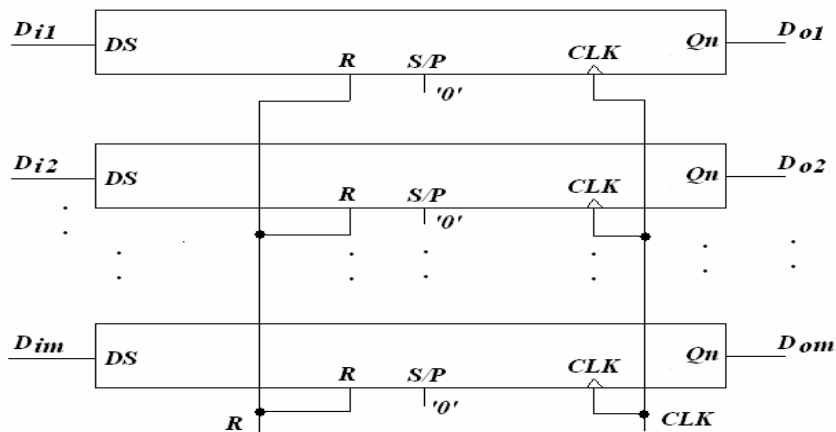 Di1 DS R S/P CLK Qn Do1
'0'
Di2 DS R S/P CLK Qn Do2
'0'
Dim DS R S/P CLK Qn Dom
'0'
R CLK